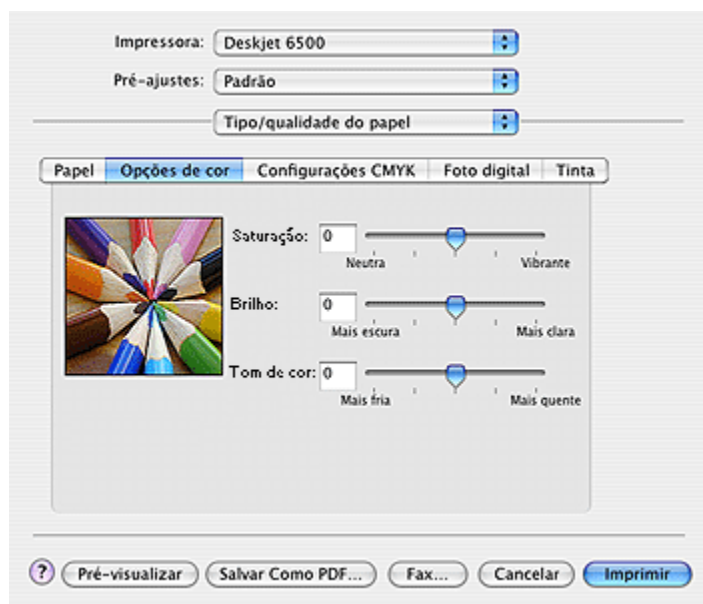 Impressora: Deskjet 6500
Pré-ajustes: Padrão
Tipo/qualidade do papel
Papel Opções de cor Configurações CMYK Foto digital Tinta
Saturação: 0
Neutra Vibrante
Brilho: 0
Mais escura Mais clara
Tom de cor: 0
Mais fria Mais quente
? Pré-visualizar Salvar Como PDF... Fax... Cancelar Imprimir